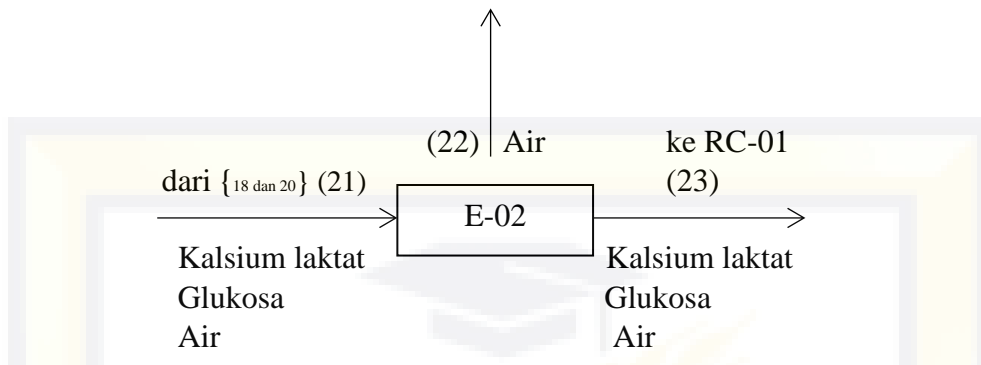 (22) Air
ke RC-01
dari {18 dan 20} (21)
(23)
E-02
Kalsium laktat
Glukosa
Air
Kalsium laktat
Glukosa
Air